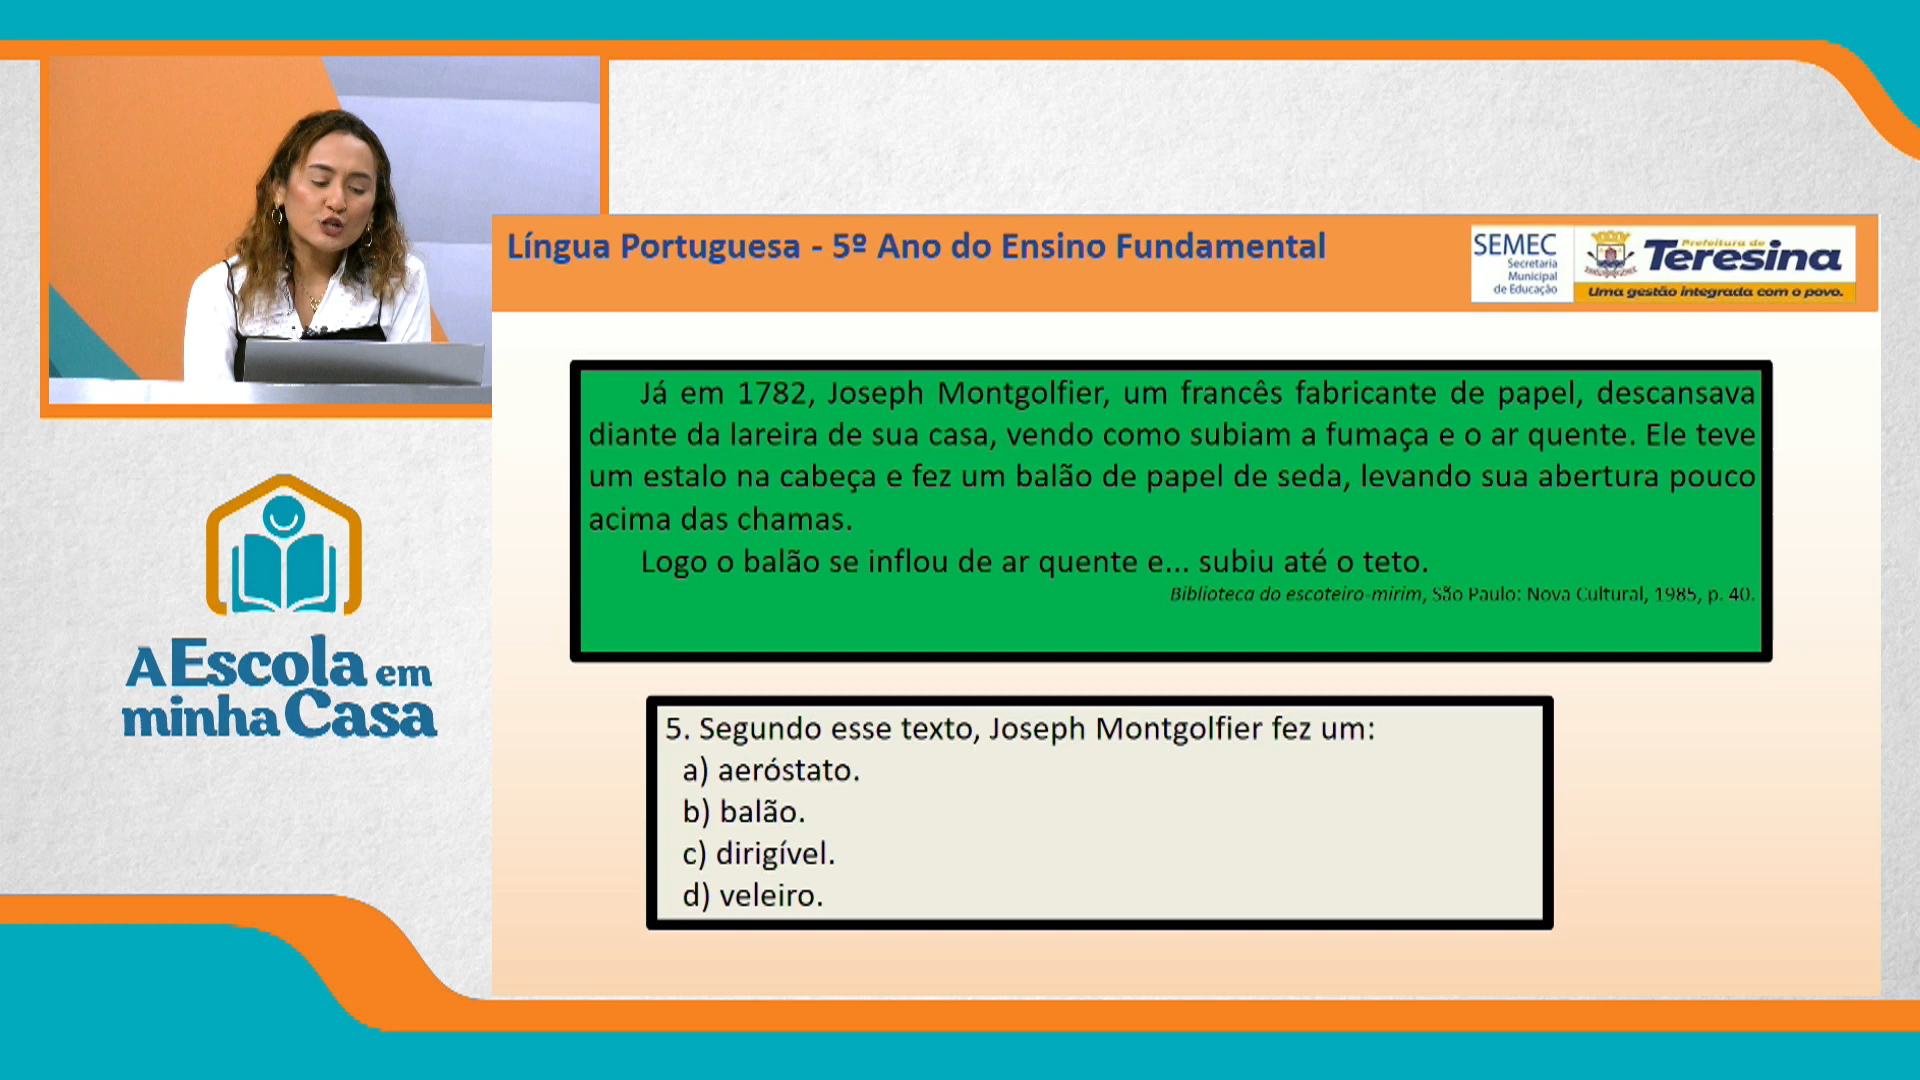 Língua Portuguesa - 5º Ano do Ensino Fundamental
SEMEC
Secretaria
Municipal
de Educação
Prefeitura de
Teresina
Uma gestão integrada com o povo.
Já em 1782, Joseph Montgolfier, um francês fabricante de papel, descansava
diante da lareira de sua casa, vendo como subiam a fumaça e o ar quente. Ele teve
um estalo na cabeça e fez um balão de papel de seda, levando sua abertura pouco
acima das chamas.
Logo o balão se inflou de ar quente e... subiu até o teto.
Biblioteca do escoteiro-mirim, São Paulo: Nova Cultural, 1985, p. 40.
A Escola em
minha Casa
5. Segundo esse texto, Joseph Montgolfier fez um:
a) aeróstato.
b) balão.
c) dirigível.
d) veleiro.